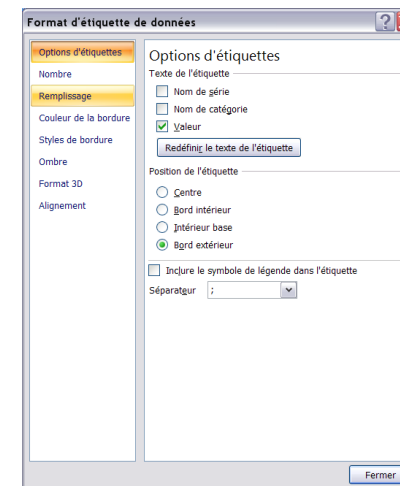 Format d'étiquette de données
Options d'étiquettes
Nombre
Remplissage
Couleur de la bordure
Styles de bordure
Ombre
Format 3D
Alignement
Options d'étiquettes
Texte de l'étiquette
Nom de série
Nom de catégorie
Valeur
Redéfinir le texte de l'étiquette
Position de l'étiquette
Centre
Bord intérieur
Intérieur base
Bord extérieur
Inclure le symbole de légende dans l'étiquette
Séparateur ;
Fermer